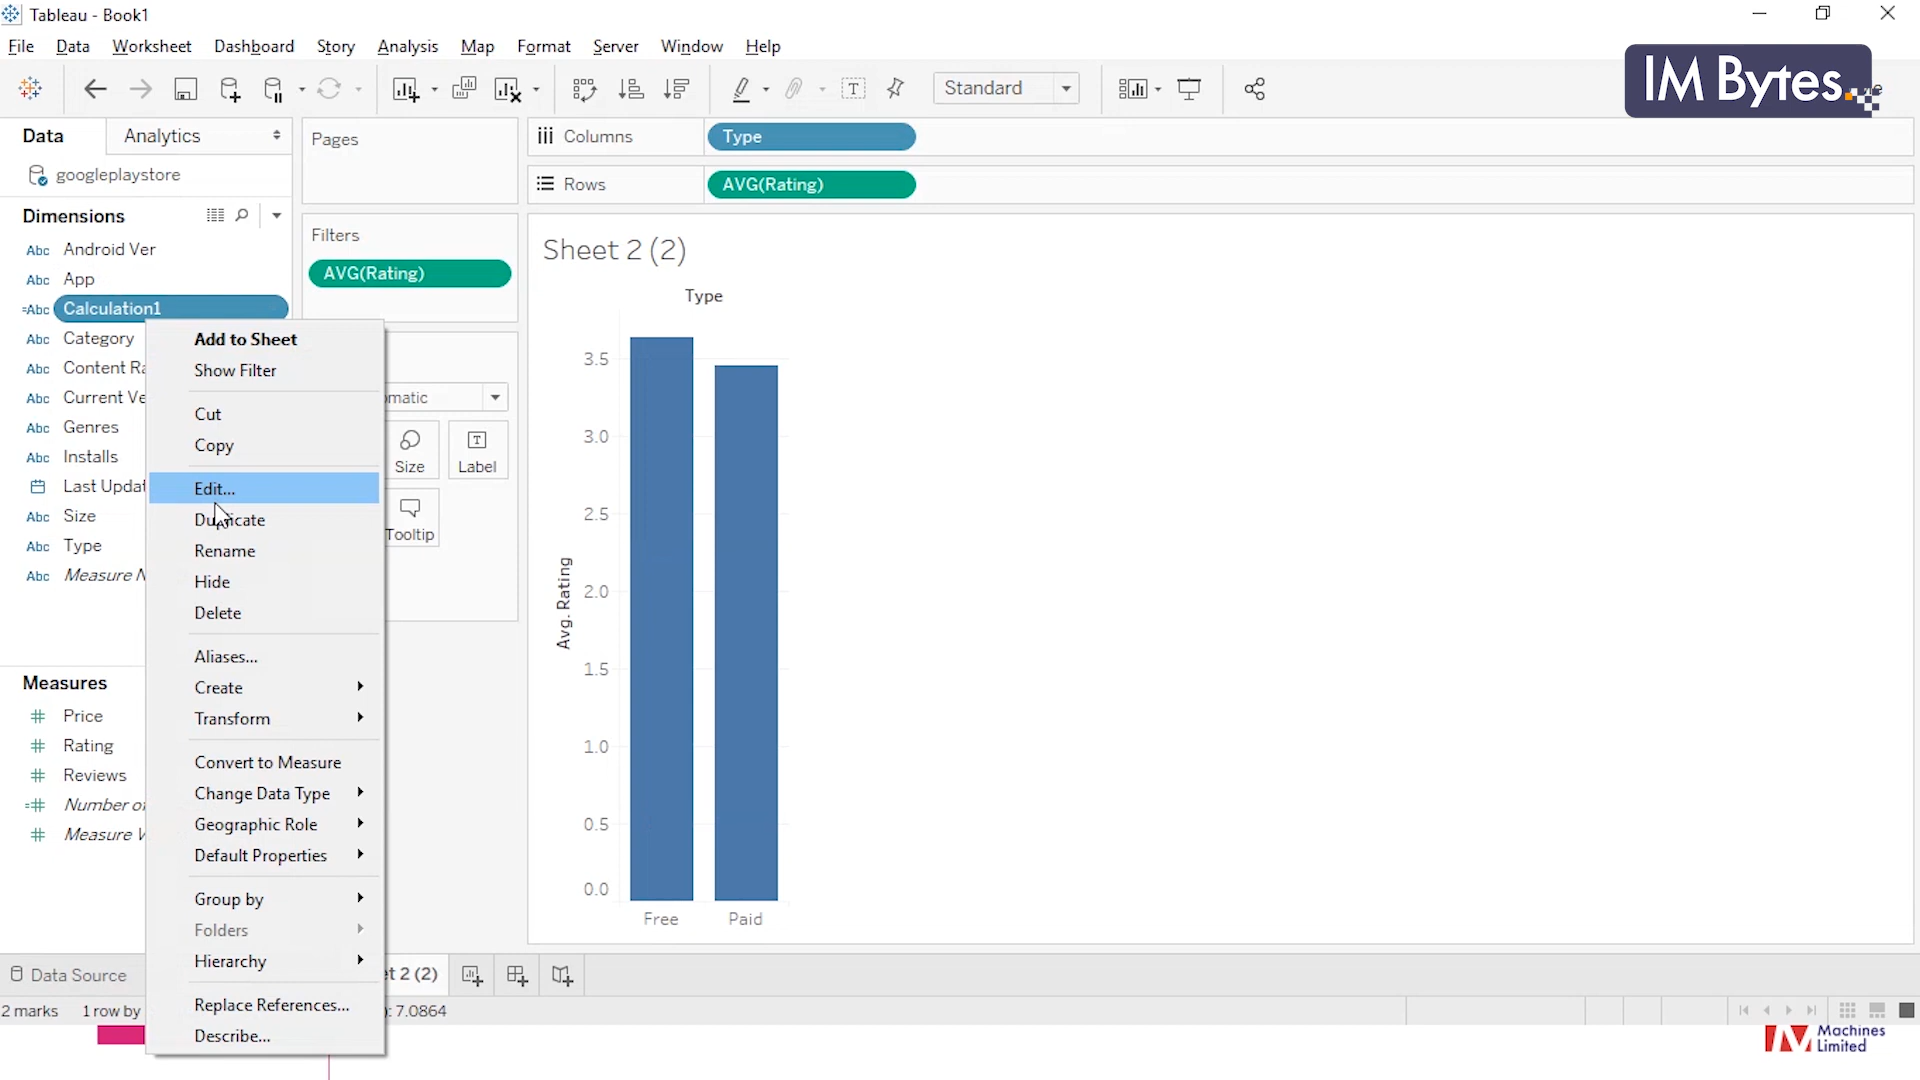 Tableau - Book1
File Data Worksheet Dashboard Story Analysis Map Format Server Window Help
Standard
IM Bytes.
Data
Analytics
Pages
Columns
Type
googleplaystore
Rows
AVG(Rating)
Dimensions
Filters
AVG(Rating)
Sheet 2 (2)
Abc Android Ver
Abc App
=Abc Calculation1
Abc Category
Abc Content Ra
Abc Current Ve
Abc Genres
Abc Installs
Last Updat
Abc Size
Abc Type
Abc Measure N
Measures
Price
Rating
Reviews
Number of
Measure V
Add to Sheet
Show Filter
Cut
Copy
Edit...
Duplicate
Rename
Hide
Delete
Aliases...
Create
Transform
Convert to Measure
Change Data Type
Geographic Role
Default Properties
Group by
Folders
Hierarchy
Replace References...
Describe...
omatic
Size
Label
Tooltip
Type
Avg. Rating
3.5
3.0
2.5
2.0
1.5
1.0
0.5
0.0
Free
Paid
Data Source
et 2 (2)
2 marks
1 row by
): 7.0864
Machines
Limited